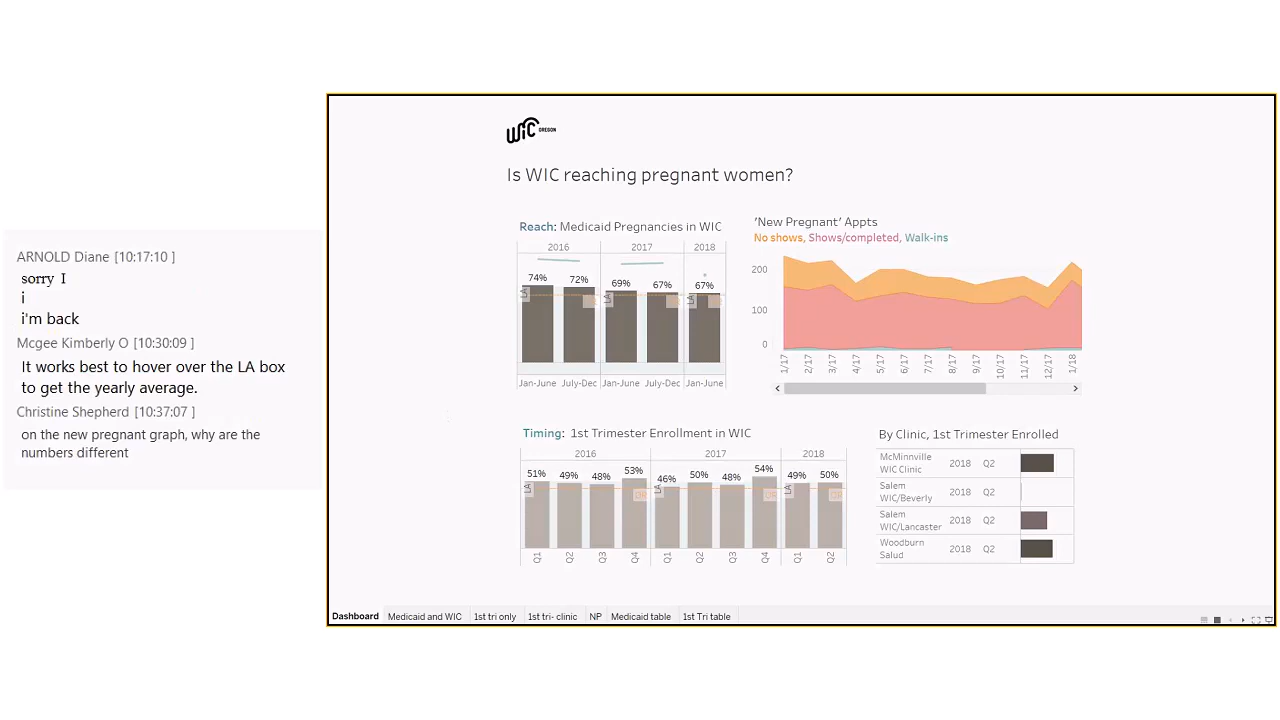 ARNOLD Diane [10:17:10 ]
sorry I
i
i'm back
Mcgee Kimberly O [10:30:09 ]
It works best to hover over the LA box
to get the yearly average.
Christine Shepherd [10:37:07 ]
on the new pregnant graph, why are the
numbers different
WIC OREGON
Is WIC reaching pregnant women?
Reach: Medicaid Pregnancies in WIC
2016 2017 2018
74% 72% 69% 67% 67%
LA LA LA
Jan-June July-Dec Jan-June July-Dec Jan-June
'New Pregnant' Appts
No shows, Shows/completed, Walk-ins
200
100
0
1/17 2/17 3/17 4/17 5/17 6/17 7/17 8/17 9/17 10/17 11/17 12/17 1/18
Timing: 1st Trimester Enrollment in WIC
2016 2017 2018
51% 49% 48% 53% 46% 50% 48% 54% 49% 50%
LA LA LA
Q1 Q2 Q3 Q4 Q1 Q2 Q3 Q4 Q1 Q2
By Clinic, 1st Trimester Enrolled
McMinnville
WIC Clinic 2018 Q2
Salem
WIC/Beverly 2018 Q2
Salem
WIC/Lancaster 2018 Q2
Woodburn
Salud 2018 Q2
Dashboard Medicaid and WIC 1st tri only 1st tri- clinic NP Medicaid table 1st Tri table